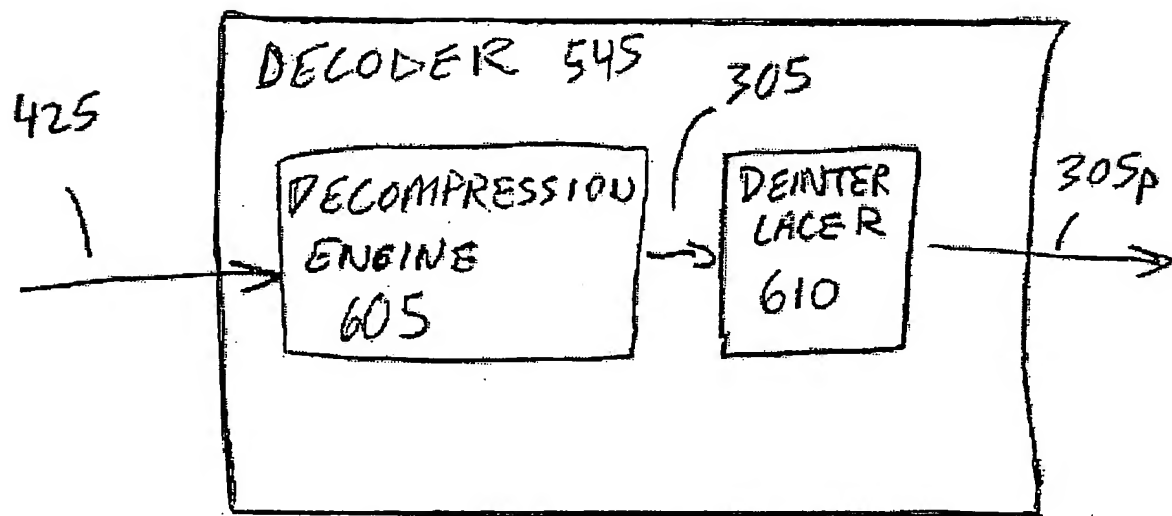 DECODER 545
425
305
305p
DECOMPRESSION
ENGINE
605
DEINTER
LACER
610